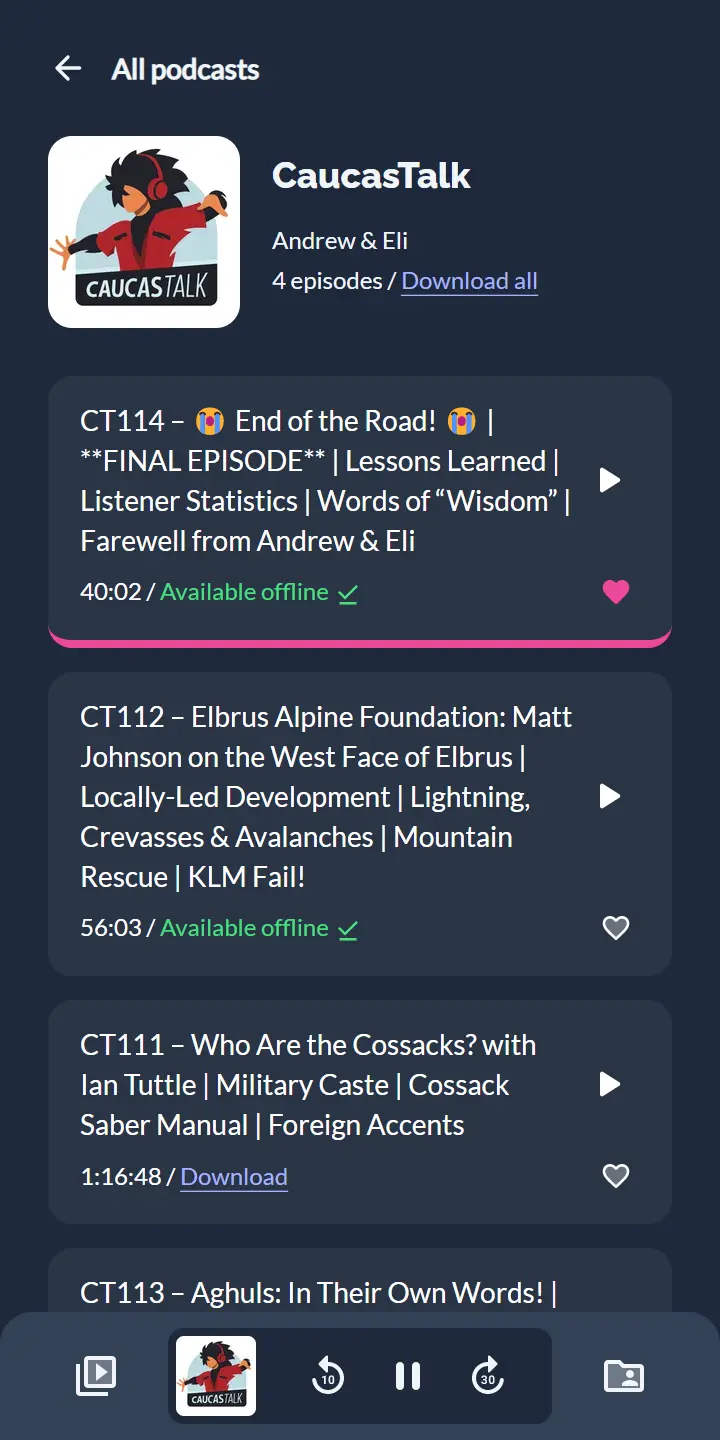 All podcasts
CAUCASTALK
CaucasTalk
Andrew & Eli
4 episodes / Download all
CT114 – 😭 End of the Road! 😭 |
**FINAL EPISODE** | Lessons Learned |
Listener Statistics | Words of “Wisdom” |
Farewell from Andrew & Eli
40:02 / Available offline
CT112 – Elbrus Alpine Foundation: Matt
Johnson on the West Face of Elbrus |
Locally-Led Development | Lightning,
Crevasses & Avalanches | Mountain
Rescue | KLM Fail!
56:03 / Available offline
CT111 – Who Are the Cossacks? with
Ian Tuttle | Military Caste | Cossack
Saber Manual | Foreign Accents
1:16:48 / Download
CT113 – Aghuls: In Their Own Words! |
CAUCASTALK
10
30